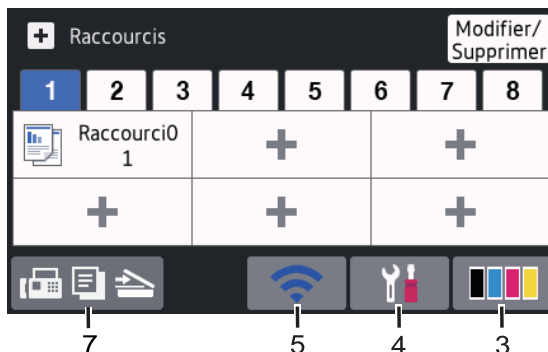 Raccourcis
Modifier/
Supprimer
1 2 3 4 5 6 7 8
Raccourci0
1
7 5 4 3